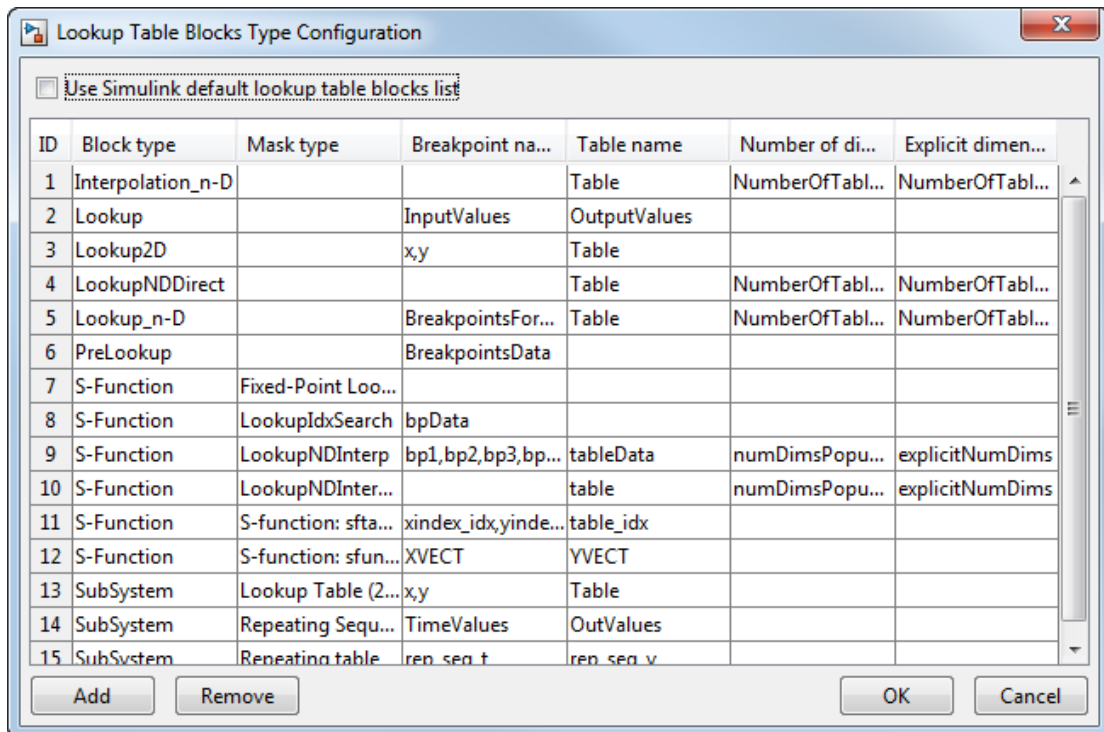 Lookup Table Blocks Type Configuration
Use Simulink default lookup table blocks list
ID Block type Mask type Breakpoint na... Table name Number of di... Explicit dimen...
1 Interpolation_n-D Table NumberOfTabl... NumberOfTabl...
2 Lookup InputValues OutputValues
3 Lookup2D x,y Table
4 LookupNDDirect Table NumberOfTabl... NumberOfTabl...
5 Lookup_n-D BreakpointsFor... Table NumberOfTabl... NumberOfTabl...
6 PreLookup BreakpointsData
7 S-Function Fixed-Point Loo...
8 S-Function LookupIdxSearch bpData
9 S-Function LookupNDInterp bp1,bp2,bp3,bp... tableData numDimsPopu... explicitNumDims
10 S-Function LookupNDInter... table numDimsPopu... explicitNumDims
11 S-Function S-function: sfta... xindex_idx,yinde... table_idx
12 S-Function S-function: sfun... XVECT YVECT
13 SubSystem Lookup Table (2... x,y Table
14 SubSystem Repeating Sequ... TimeValues OutValues
15 SubSystem Repeating table rep_seq_t rep_seq_y
Add Remove OK Cancel